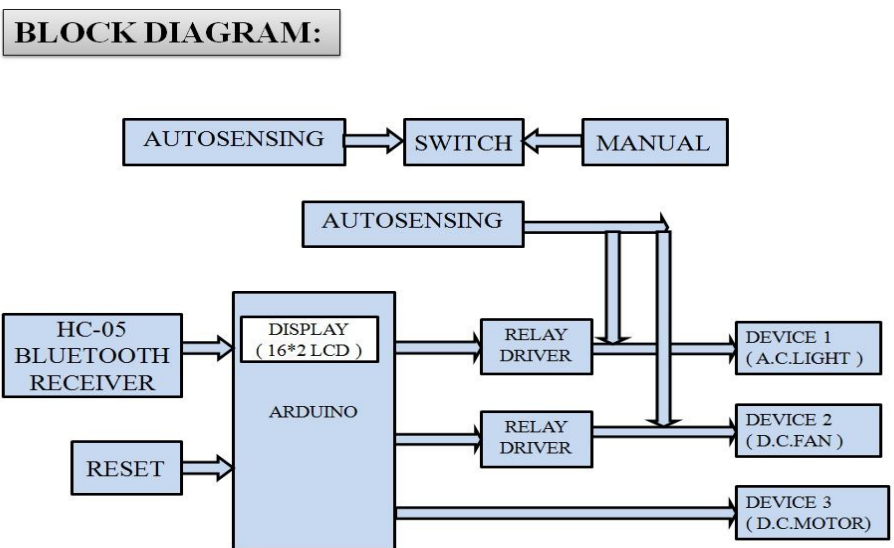 BLOCK DIAGRAM:
AUTOSENSING
SWITCH
MANUAL
AUTOSENSING
HC-05
BLUETOOTH
RECEIVER
DISPLAY
( 16*2 LCD )
ARDUINO
RELAY
DRIVER
DEVICE 1
( A.C.LIGHT )
RESET
RELAY
DRIVER
DEVICE 2
( D.C.FAN )
DEVICE 3
( D.C.MOTOR)